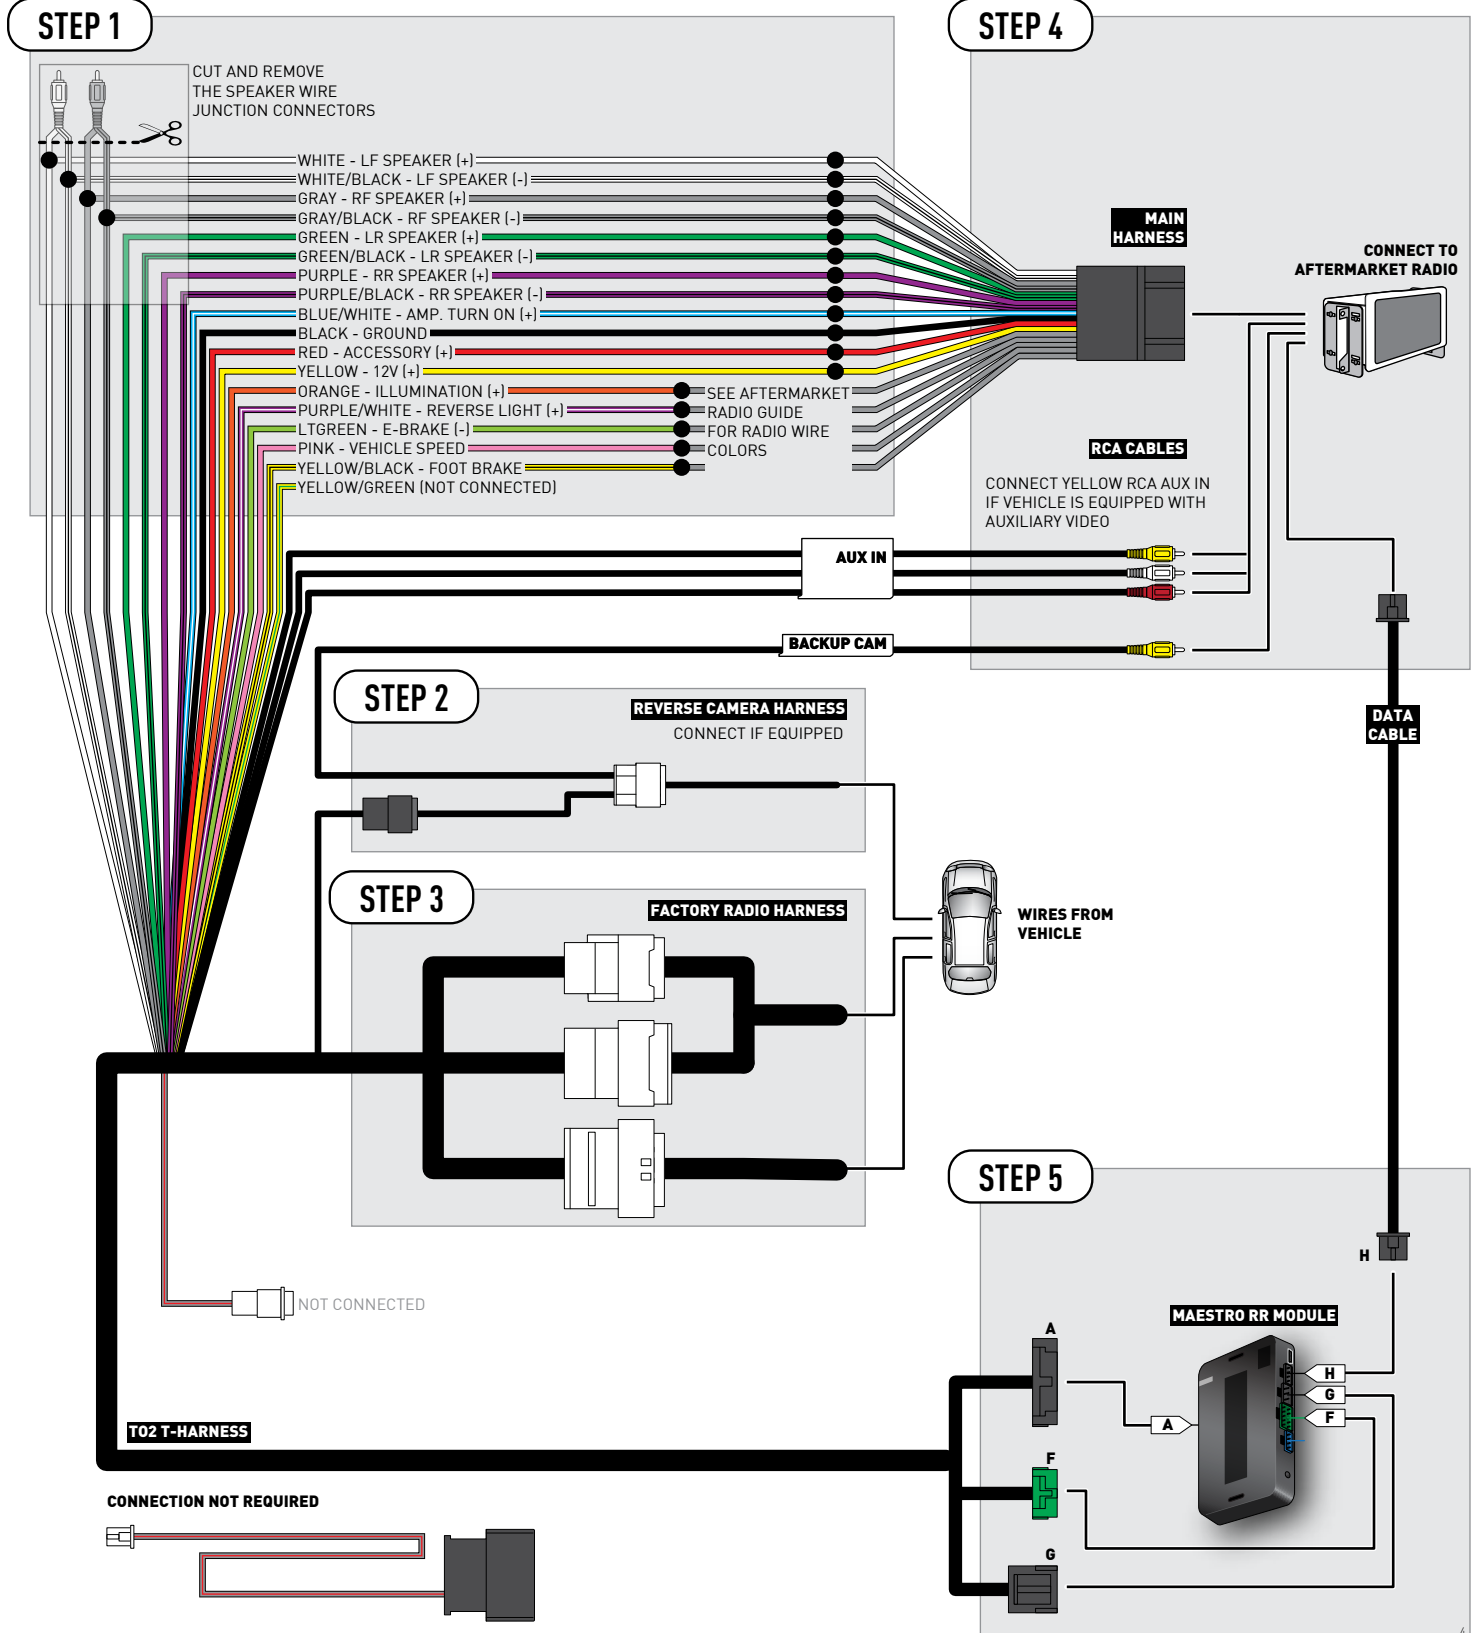 STEP 1
CUT AND REMOVE
THE SPEAKER WIRE
JUNCTION CONNECTORS
WHITE - LF SPEAKER (+)
WHITE/BLACK - LF SPEAKER (-)
GRAY - RF SPEAKER (+)
GRAY/BLACK - RF SPEAKER (-)
GREEN - LR SPEAKER (+)
GREEN/BLACK - LR SPEAKER (-)
PURPLE - RR SPEAKER (+)
PURPLE/BLACK - RR SPEAKER (-)
BLUE/WHITE - AMP. TURN ON (+)
BLACK - GROUND
RED - ACCESSORY (+)
YELLOW - 12V (+)
ORANGE - ILLUMINATION (+)
PURPLE/WHITE - REVERSE LIGHT (+)
LTGREEN - E-BRAKE (-)
PINK - VEHICLE SPEED
YELLOW/BLACK - FOOT BRAKE
YELLOW/GREEN (NOT CONNECTED)
SEE AFTERMARKET
RADIO GUIDE
FOR RADIO WIRE
COLORS
STEP 4
MAIN
HARNESS
CONNECT TO
AFTERMARKET RADIO
RCA CABLES
CONNECT YELLOW RCA AUX IN
IF VEHICLE IS EQUIPPED WITH
AUXILIARY VIDEO
AUX IN
BACKUP CAM
DATA
CABLE
STEP 2
REVERSE CAMERA HARNESS
CONNECT IF EQUIPPED
STEP 3
FACTORY RADIO HARNESS
WIRES FROM
VEHICLE
NOT CONNECTED
TO2 T-HARNESS
CONNECTION NOT REQUIRED
STEP 5
H
MAESTRO RR MODULE
A
H
G
F
A
F
G
4